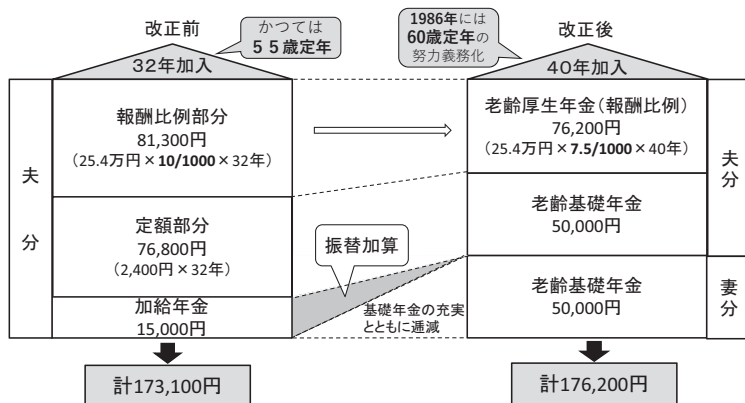 改正前
かつては
55歳定年
32年加入
夫
分
報酬比例部分
81,300円
(25.4万円×10/1000×32年)
定額部分
76,800円
(2,400円×32年)
加給年金
15,000円
計173,100円
振替加算
基礎年金の充実
とともに逓減
1986年には
60歳定年の
努力義務化
改正後
40年加入
老齢厚生年金(報酬比例)
76,200円
(25.4万円×7.5/1000×40年)
老齢基礎年金
50,000円
夫
分
老齢基礎年金
50,000円
妻
分
計176,200円